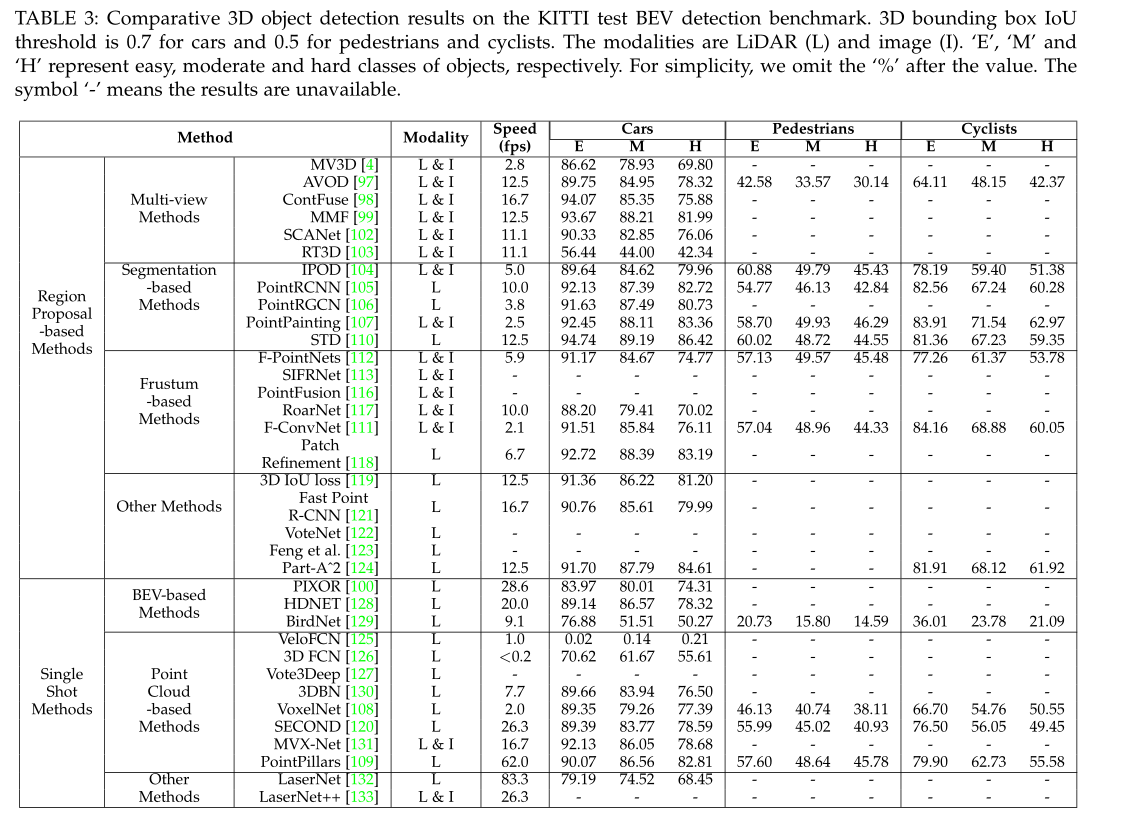 TABLE 3: Comparative 3D object detection results on the KITTI test BEV detection benchmark. 3D bounding box IoU
threshold is 0.7 for cars and 0.5 for pedestrians and cyclists. The modalities are LiDAR (L) and image (I). ‘E’, ‘M’ and
‘H’ represent easy, moderate and hard classes of objects, respectively. For simplicity, we omit the ‘%’ after the value. The
symbol ‘-’ means the results are unavailable.
Method Modality Speed (fps) Cars Pedestrians Cyclists
E M H E M H E M H
Region Proposal -based Methods
Multi-view Methods
MV3D [4] L & I 2.8 86.62 78.93 69.80 - - - - - -
AVOD [97] L & I 12.5 89.75 84.95 78.32 42.58 33.57 30.14 64.11 48.15 42.37
ContFuse [98] L & I 16.7 94.07 85.35 75.88 - - - - - -
MMF [99] L & I 12.5 93.67 88.21 81.99 - - - - - -
SCANet [102] L & I 11.1 90.33 82.85 76.06 - - - - - -
RT3D [103] L & I 11.1 56.44 44.00 42.34 - - - - - -
Segmentation -based Methods
IPOD [104] L & I 5.0 89.64 84.62 79.96 60.88 49.79 45.43 78.19 59.40 51.38
PointRCNN [105] L 10.0 92.13 87.39 82.72 54.77 46.13 42.84 82.56 67.24 60.28
PointRGCN [106] L 3.8 91.63 87.49 80.73 - - - - - -
PointPainting [107] L & I 2.5 92.45 88.11 83.36 58.70 49.93 46.29 83.91 71.54 62.97
STD [110] L 12.5 94.74 89.19 86.42 60.02 48.72 44.55 81.36 67.23 59.35
Frustum -based Methods
F-PointNets [112] L & I 5.9 91.17 84.67 74.77 57.13 49.57 45.48 77.26 61.37 53.78
SIFRNet [113] L & I - - - - - - - - - -
PointFusion [116] L & I - - - - - - - - - -
RoarNet [117] L & I 10.0 88.20 79.41 70.02 - - - - - -
F-ConvNet [111] L & I 2.1 91.51 85.84 76.11 57.04 48.96 44.33 84.16 68.88 60.05
Patch
Refinement [118] L 6.7 92.72 88.39 83.19 - - - - - -
Other Methods
3D IoU loss [119] L 12.5 91.36 86.22 81.20 - - - - - -
Fast Point
R-CNN [121] L 16.7 90.76 85.61 79.99 - - - - - -
VoteNet [122] L - - - - - - - - - -
Feng et al. [123] L - - - - - - - - - -
Part-A^2 [124] L 12.5 91.70 87.79 84.61 - - - 81.91 68.12 61.92
Single Shot Methods
BEV-based Methods
PIXOR [100] L 28.6 83.97 80.01 74.31 - - - - - -
HDNET [128] L 20.0 89.14 86.57 78.32 - - - - - -
BirdNet [129] L 9.1 76.88 51.51 50.27 20.73 15.80 14.59 36.01 23.78 21.09
Point Cloud -based Methods
VeloFCN [125] L 1.0 0.02 0.14 0.21 - - - - - -
3D FCN [126] L <0.2 70.62 61.67 55.61 - - - - - -
Vote3Deep [127] L - - - - - - - - - -
3DBN [130] L 7.7 89.66 83.94 76.50 - - - - - -
VoxelNet [108] L 2.0 89.35 79.26 77.39 46.13 40.74 38.11 66.70 54.76 50.55
SECOND [120] L 26.3 89.39 83.77 78.59 55.99 45.02 40.93 76.50 56.05 49.45
MVX-Net [131] L & I 16.7 92.13 86.05 78.68 - - - - - -
PointPillars [109] L 62.0 90.07 86.56 82.81 57.60 48.64 45.78 79.90 62.73 55.58
Other Methods
LaserNet [132] L 83.3 79.19 74.52 68.45 - - - - - -
LaserNet++ [133] L & I 26.3 - - - - - - - - -